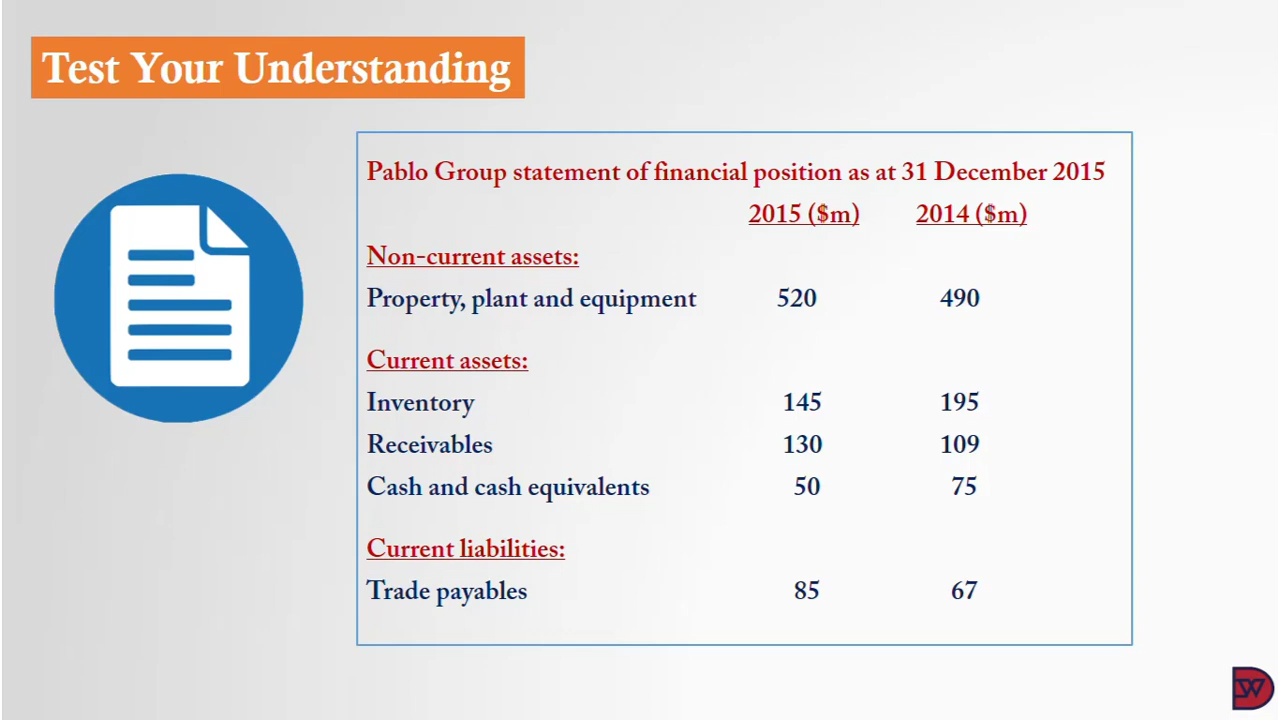 Test Your Understanding
Pablo Group statement of financial position as at 31 December 2015
2015 ($m) 2014 ($m)
Non-current assets:
Property, plant and equipment 520 490
Current assets:
Inventory 145 195
Receivables 130 109
Cash and cash equivalents 50 75
Current liabilities:
Trade payables 85 67
DW